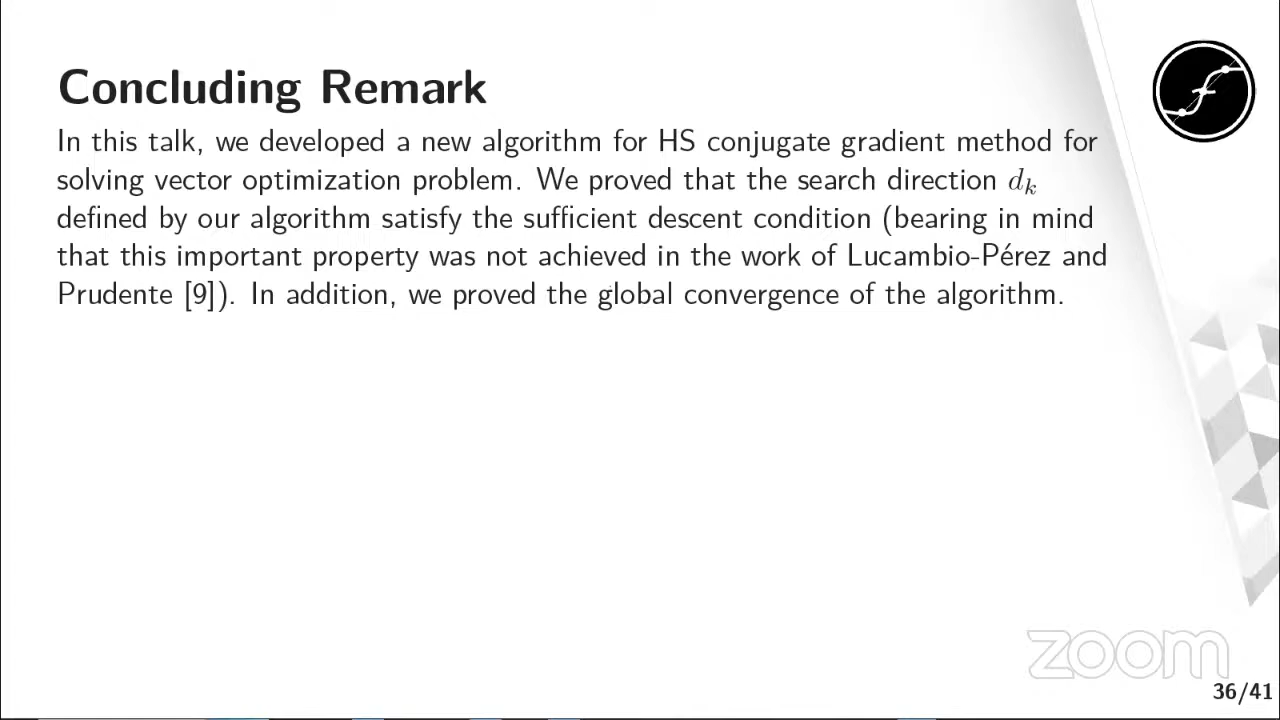 Concluding Remark
In this talk, we developed a new algorithm for HS conjugate gradient method for
solving vector optimization problem. We proved that the search direction d_k
defined by our algorithm satisfy the sufficient descent condition (bearing in mind
that this important property was not achieved in the work of Lucambio-Pérez and
Prudente [9]). In addition, we proved the global convergence of the algorithm.
zoom
36/41